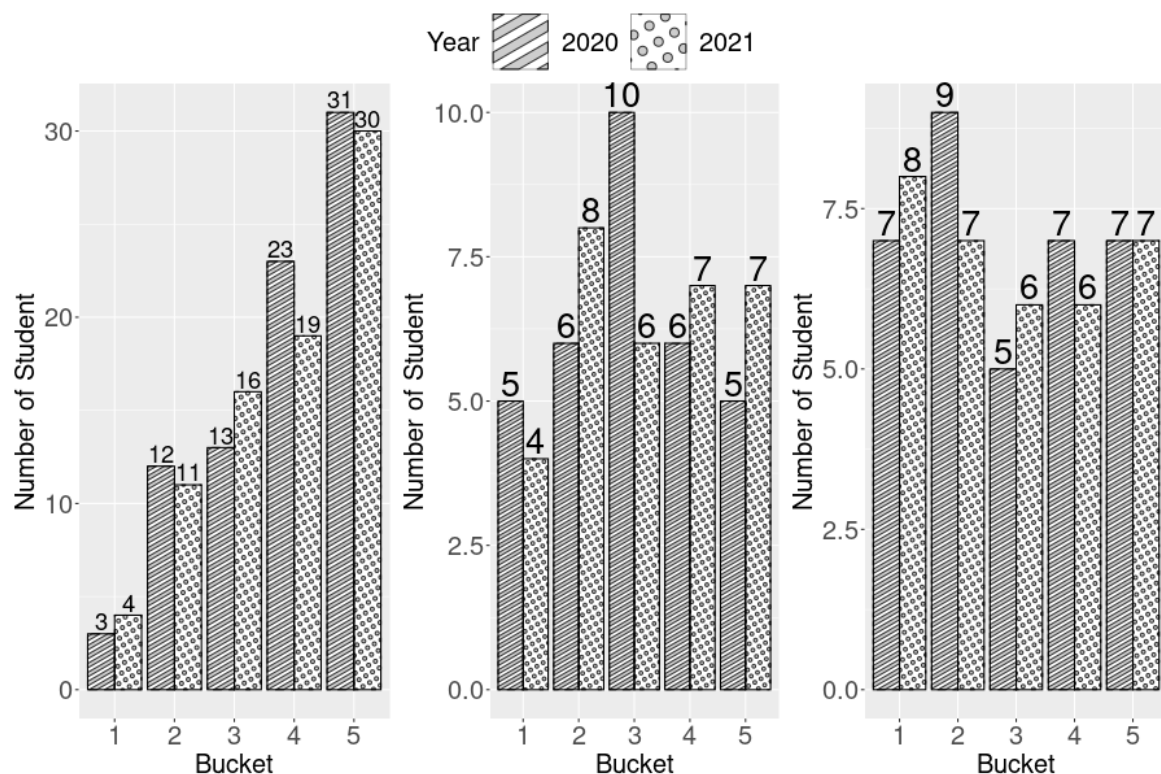 Year 2020 2021
Number of Student
30
20
10
0
3 4 12 11 13 16 23 19 31 30
1 2 3 4 5
Bucket
Number of Student
10.0
7.5
5.0
2.5
0.0
5 4 6 8 10 6 6 7 5 7
1 2 3 4 5
Bucket
Number of Student
7.5
5.0
2.5
0.0
7 8 9 7 5 6 7 6 7 7
1 2 3 4 5
Bucket